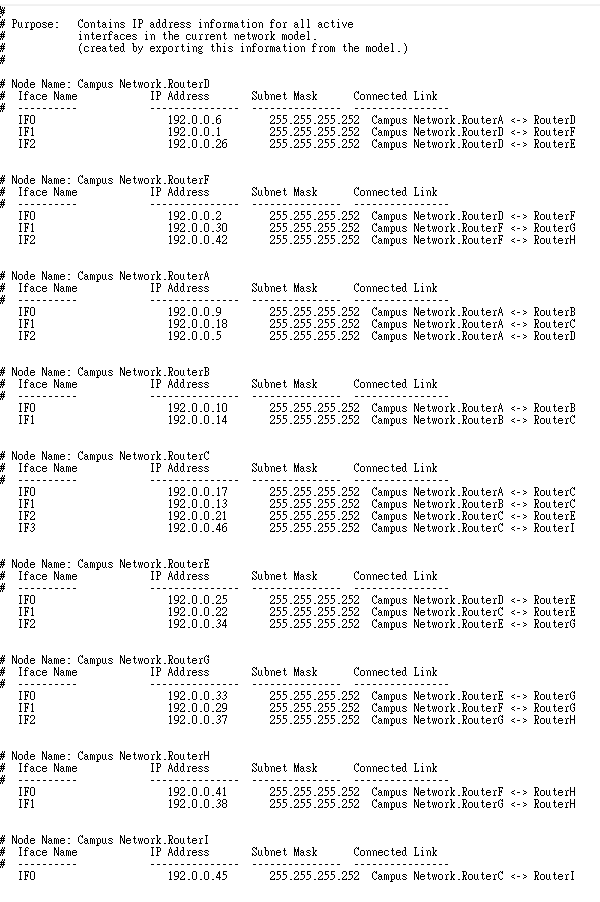 #
# Purpose:   Contains IP address information for all active
#            interfaces in the current network model.
#            (created by exporting this information from the model.)
#
# Node Name: Campus Network.RouterD
#  Iface Name            IP Address       Subnet Mask      Connected Link
#  ----------            ---------------  ---------------  ----------------
   IF0                      192.0.0.6        255.255.255.252  Campus Network.RouterA <-> RouterD
   IF1                      192.0.0.1        255.255.255.252  Campus Network.RouterD <-> RouterF
   IF2                      192.0.0.26       255.255.255.252  Campus Network.RouterD <-> RouterE
# Node Name: Campus Network.RouterF
#  Iface Name            IP Address       Subnet Mask      Connected Link
#  ----------            ---------------  ---------------  ----------------
   IF0                      192.0.0.2        255.255.255.252  Campus Network.RouterD <-> RouterF
   IF1                      192.0.0.30       255.255.255.252  Campus Network.RouterF <-> RouterG
   IF2                      192.0.0.42       255.255.255.252  Campus Network.RouterF <-> RouterH
# Node Name: Campus Network.RouterA
#  Iface Name            IP Address       Subnet Mask      Connected Link
#  ----------            ---------------  ---------------  ----------------
   IF0                      192.0.0.9        255.255.255.252  Campus Network.RouterA <-> RouterB
   IF1                      192.0.0.18       255.255.255.252  Campus Network.RouterA <-> RouterC
   IF2                      192.0.0.5        255.255.255.252  Campus Network.RouterA <-> RouterD
# Node Name: Campus Network.RouterB
#  Iface Name            IP Address       Subnet Mask      Connected Link
#  ----------            ---------------  ---------------  ----------------
   IF0                      192.0.0.10       255.255.255.252  Campus Network.RouterA <-> RouterB
   IF1                      192.0.0.14       255.255.255.252  Campus Network.RouterB <-> RouterC
# Node Name: Campus Network.RouterC
#  Iface Name            IP Address       Subnet Mask      Connected Link
#  ----------            ---------------  ---------------  ----------------
   IF0                      192.0.0.17       255.255.255.252  Campus Network.RouterA <-> RouterC
   IF1                      192.0.0.13       255.255.255.252  Campus Network.RouterB <-> RouterC
   IF2                      192.0.0.21       255.255.255.252  Campus Network.RouterC <-> RouterE
   IF3                      192.0.0.46       255.255.255.252  Campus Network.RouterC <-> RouterI
# Node Name: Campus Network.RouterE
#  Iface Name            IP Address       Subnet Mask      Connected Link
#  ----------            ---------------  ---------------  ----------------
   IF0                      192.0.0.25       255.255.255.252  Campus Network.RouterD <-> RouterE
   IF1                      192.0.0.22       255.255.255.252  Campus Network.RouterC <-> RouterE
   IF2                      192.0.0.34       255.255.255.252  Campus Network.RouterE <-> RouterG
# Node Name: Campus Network.RouterG
#  Iface Name            IP Address       Subnet Mask      Connected Link
#  ----------            ---------------  ---------------  ----------------
   IF0                      192.0.0.33       255.255.255.252  Campus Network.RouterE <-> RouterG
   IF1                      192.0.0.29       255.255.255.252  Campus Network.RouterF <-> RouterG
   IF2                      192.0.0.37       255.255.255.252  Campus Network.RouterG <-> RouterH
# Node Name: Campus Network.RouterH
#  Iface Name            IP Address       Subnet Mask      Connected Link
#  ----------            ---------------  ---------------  ----------------
   IF0                      192.0.0.41       255.255.255.252  Campus Network.RouterF <-> RouterH
   IF1                      192.0.0.38       255.255.255.252  Campus Network.RouterG <-> RouterH
# Node Name: Campus Network.RouterI
#  Iface Name            IP Address       Subnet Mask      Connected Link
#  ----------            ---------------  ---------------  ----------------
   IF0                      192.0.0.45       255.255.255.252  Campus Network.RouterC <-> RouterI